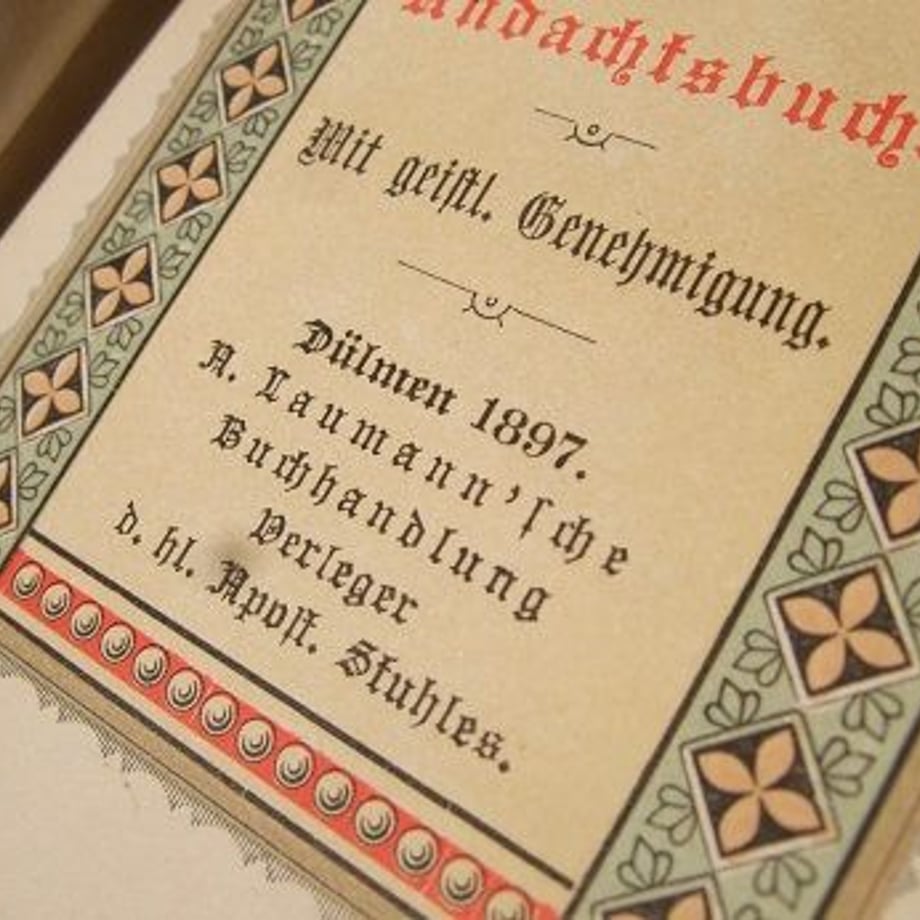 Andachtsbuch.
Mit geistl. Genehmigung.
Dülmen 1897.
A. Laumann'sche
Buchhandlung
Verleger
d. hl. Apost. Stuhles.